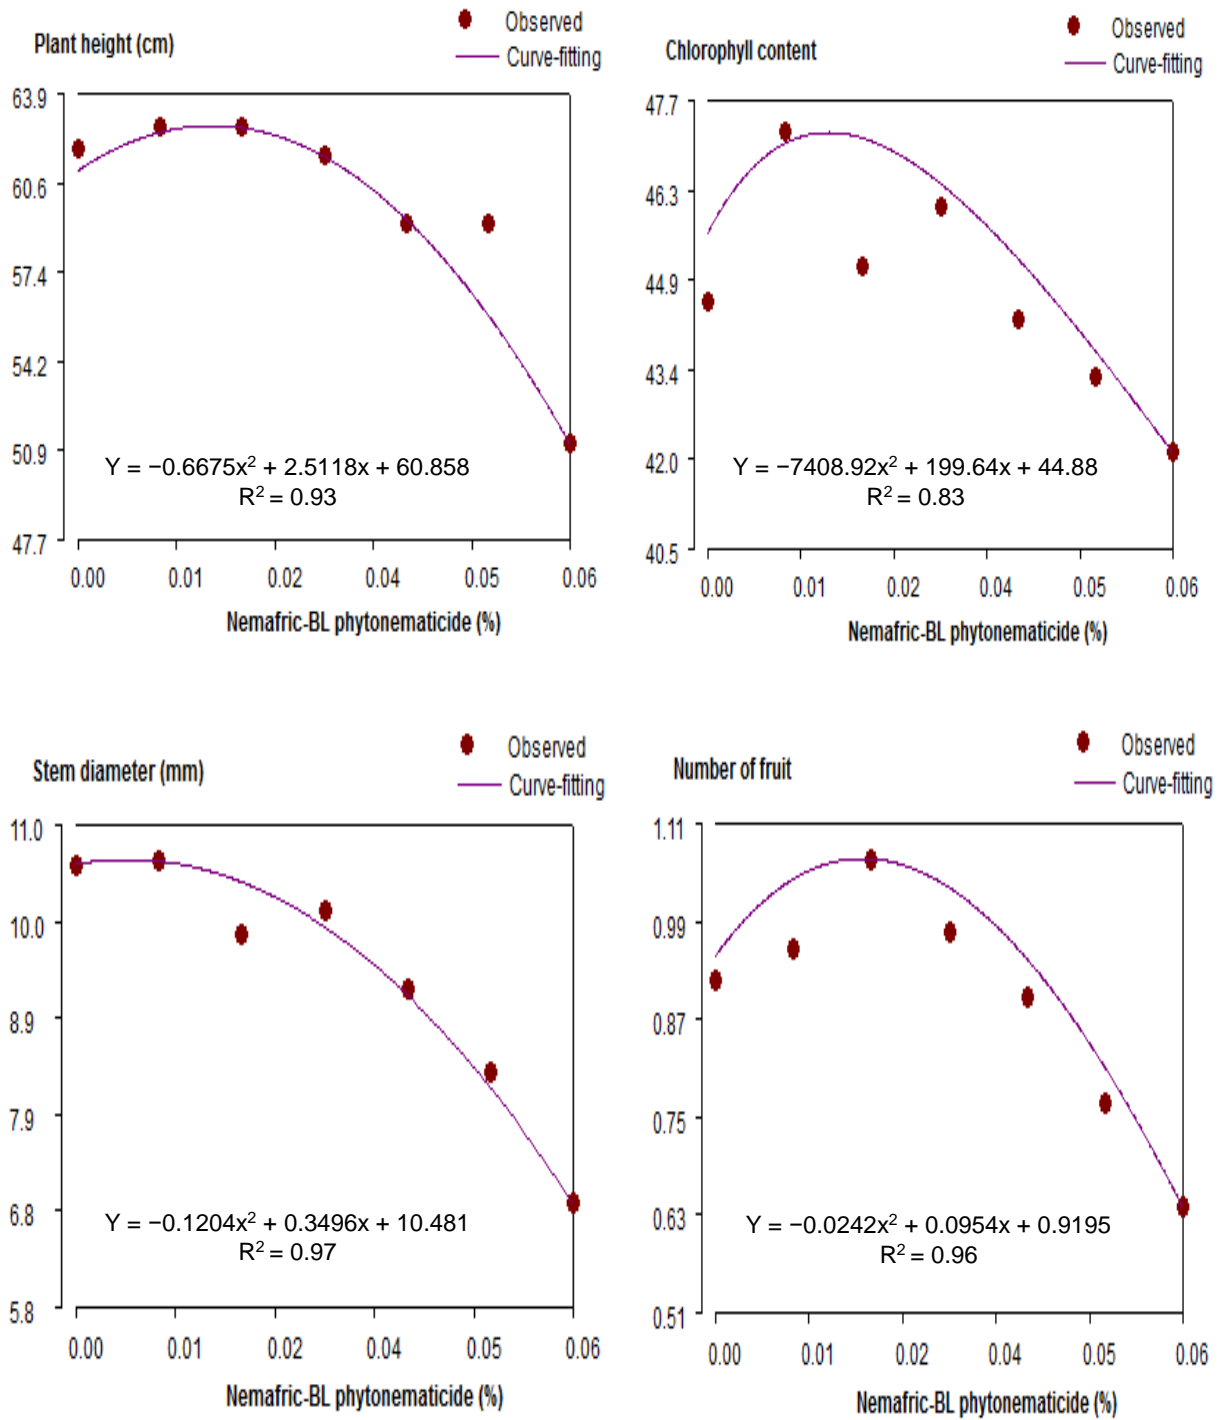 Observed
Plant height (cm)
Curve-fitting
63.9
60.6
57.4
54.2
50.9
47.7
Y = −0.6675x² + 2.5118x + 60.858
R² = 0.93
0.00 0.01 0.02 0.04 0.05 0.06
Nemafric-BL phytonematicide (%)
Observed
Chlorophyll content
Curve-fitting
47.7
46.3
44.9
43.4
42.0
40.5
Y = −7408.92x² + 199.64x + 44.88
R² = 0.83
0.00 0.01 0.02 0.04 0.05 0.06
Nemafric-BL phytonematicide (%)
Observed
Stem diameter (mm)
Curve-fitting
11.0
10.0
8.9
7.9
6.8
5.8
Y = −0.1204x² + 0.3496x + 10.481
R² = 0.97
0.00 0.01 0.02 0.04 0.05 0.06
Nemafric-BL phytonematicide (%)
Observed
Number of fruit
Curve-fitting
1.11
0.99
0.87
0.75
0.63
0.51
Y = −0.0242x² + 0.0954x + 0.9195
R² = 0.96
0.00 0.01 0.02 0.04 0.05 0.06
Nemafric-BL phytonematicide (%)